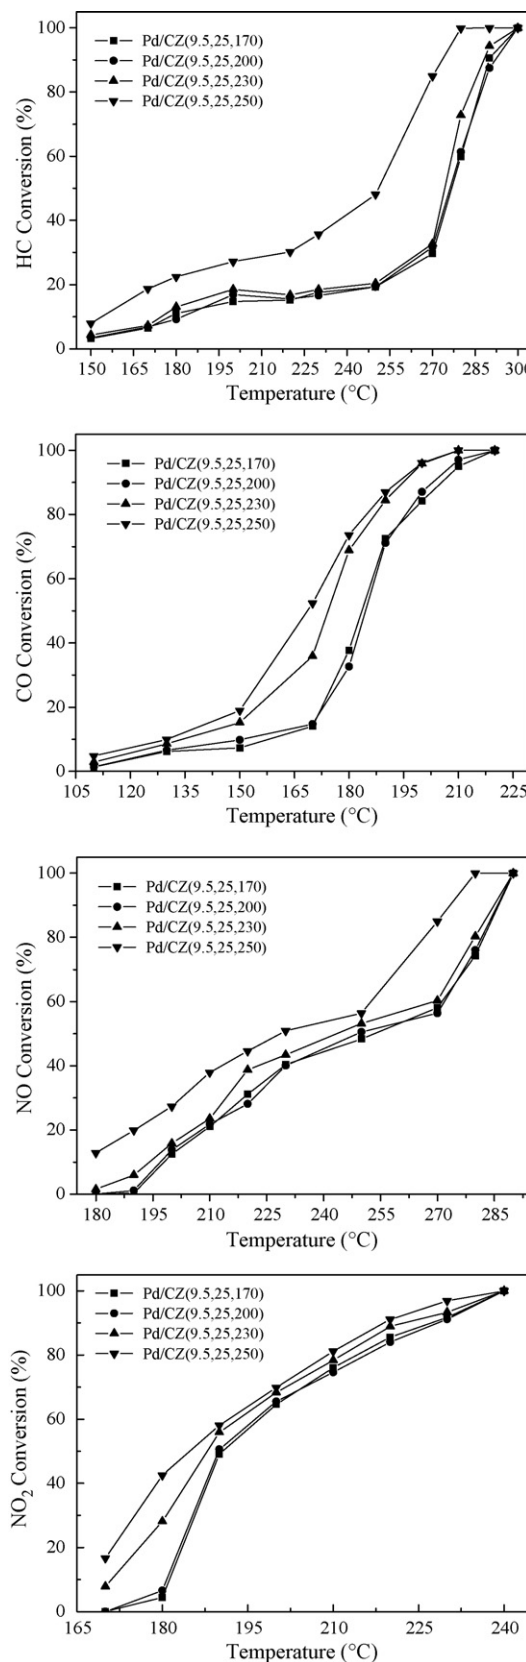 100
80
60
40
20
0
HC Conversion (%)
Pd/CZ(9.5,25,170)
Pd/CZ(9.5,25,200)
Pd/CZ(9.5,25,230)
Pd/CZ(9.5,25,250)
150 165 180 195 210 225 240 255 270 285 300
Temperature (°C)
100
80
60
40
20
0
CO Conversion (%)
Pd/CZ(9.5,25,170)
Pd/CZ(9.5,25,200)
Pd/CZ(9.5,25,230)
Pd/CZ(9.5,25,250)
105 120 135 150 165 180 195 210 225
Temperature (°C)
100
80
60
40
20
0
NO Conversion (%)
Pd/CZ(9.5,25,170)
Pd/CZ(9.5,25,200)
Pd/CZ(9.5,25,230)
Pd/CZ(9.5,25,250)
180 195 210 225 240 255 270 285
Temperature (°C)
100
80
60
40
20
0
NO₂ Conversion (%)
Pd/CZ(9.5,25,170)
Pd/CZ(9.5,25,200)
Pd/CZ(9.5,25,230)
Pd/CZ(9.5,25,250)
165 180 195 210 225 240
Temperature (°C)